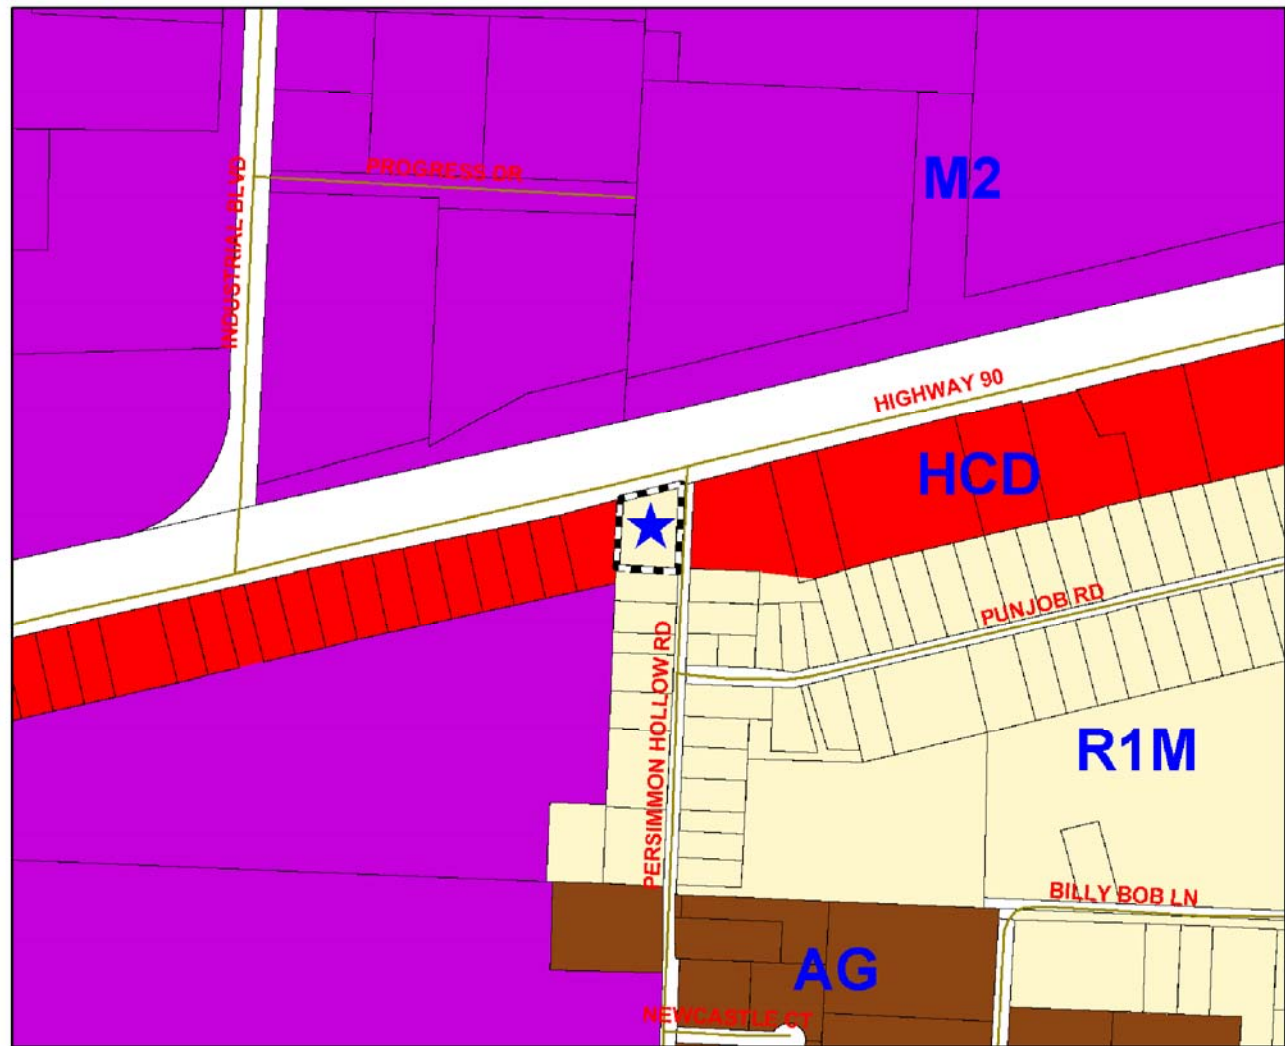 PROGRESS DR
M2
INDUSTRIAL BLVD
HIGHWAY 90
HCD
PUNJOB RD
PERSIMMON HOLLOW RD
R1M
BILLY BOB LN
AG
NEWCASTLE CT